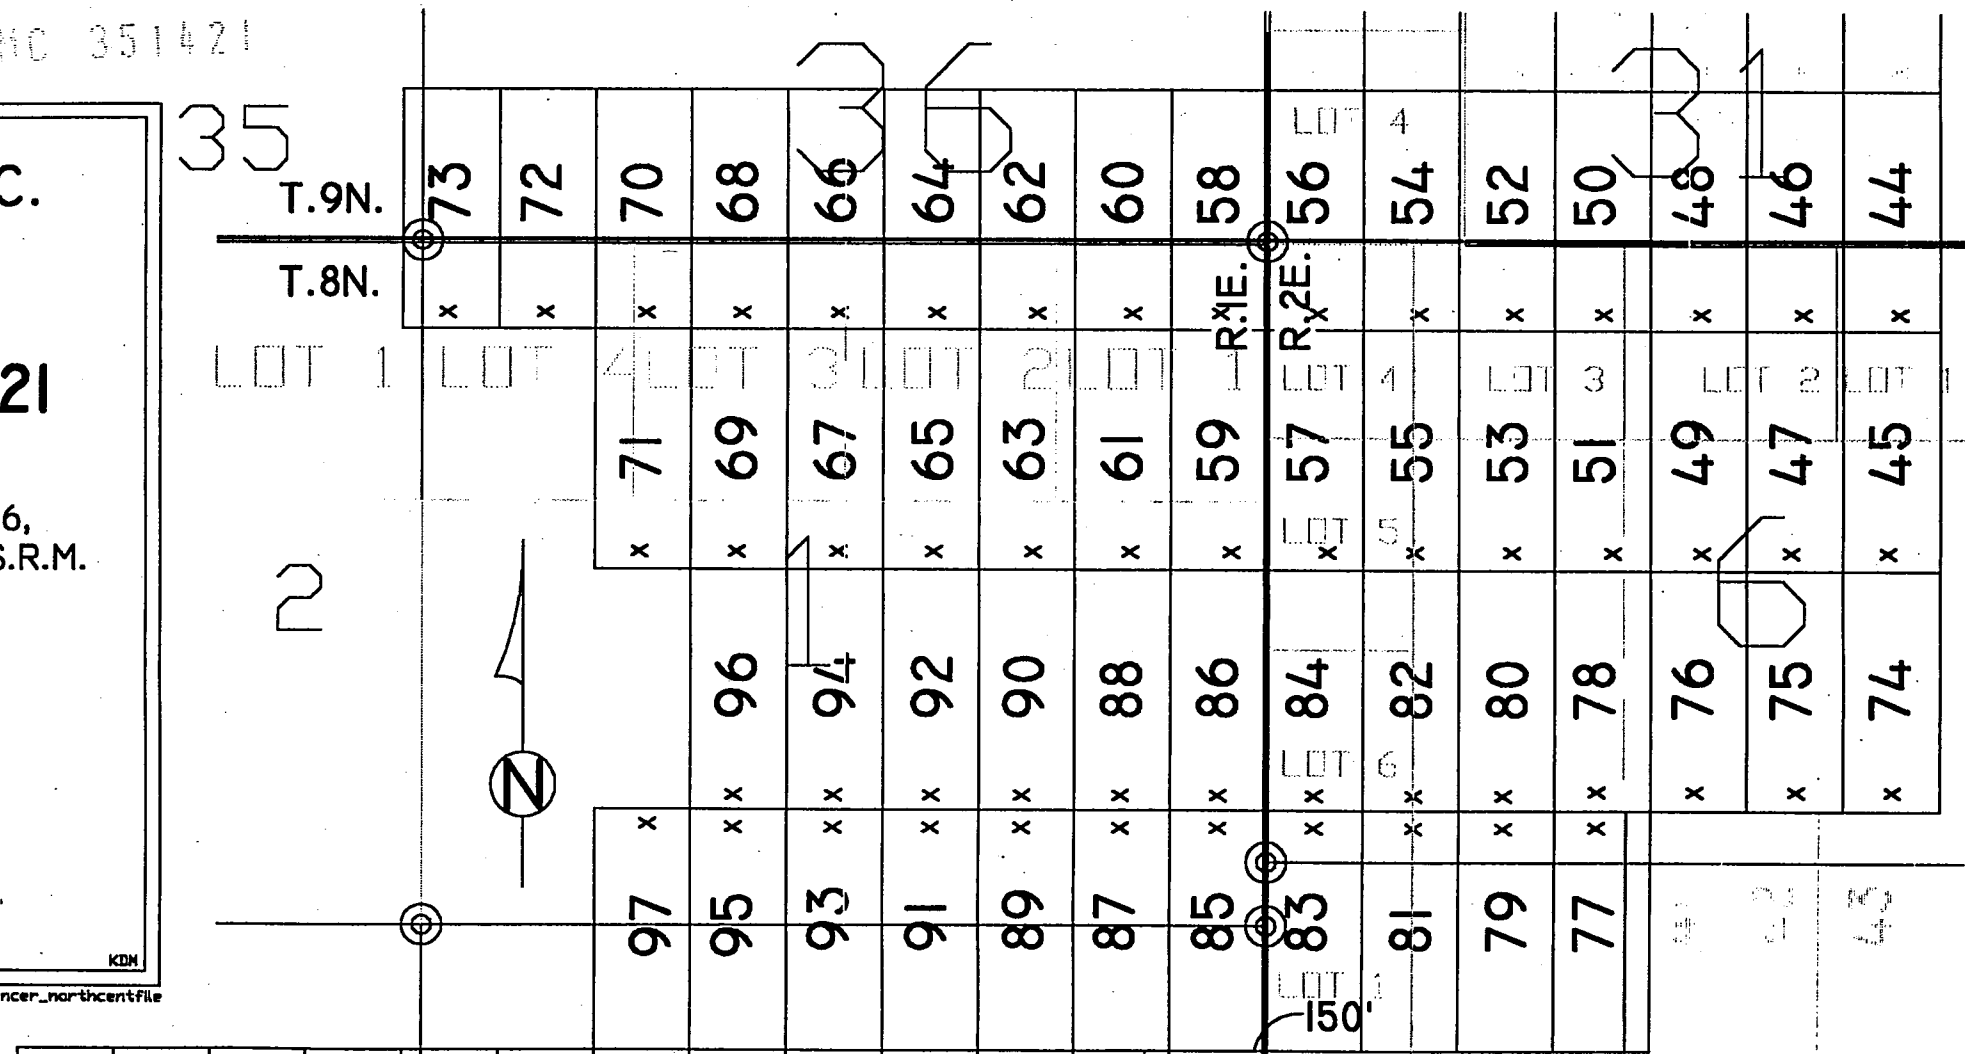 351421
35
36
31
C.
T.9N.
73 72 70 68 66 64 62 60 58 56 54 52 50 48 46 44
LOT 4
T.8N.
R.1E.
R.2E.
x x x x x x x x x x x x x x x x
21
LOT 1 LOT 4 LOT 3 LOT 2 LOT 1 LOT 4 LOT 3 LOT 2 LOT 1
71 69 67 65 63 61 59 57 55 53 51 49 47 45
6,
S.R.M.
LOT 5
x x x x x x x x x x x x x x
2
1
6
96 94 92 90 88 86 84 82 80 78 76 75 74
LOT 6
N
x x x x x x x x x x x x x
x x x x x x x x x x x
97 95 93 91 89 87 85 83 81 79 77
KDM
ncer_northcentfile
LOT 1
150'